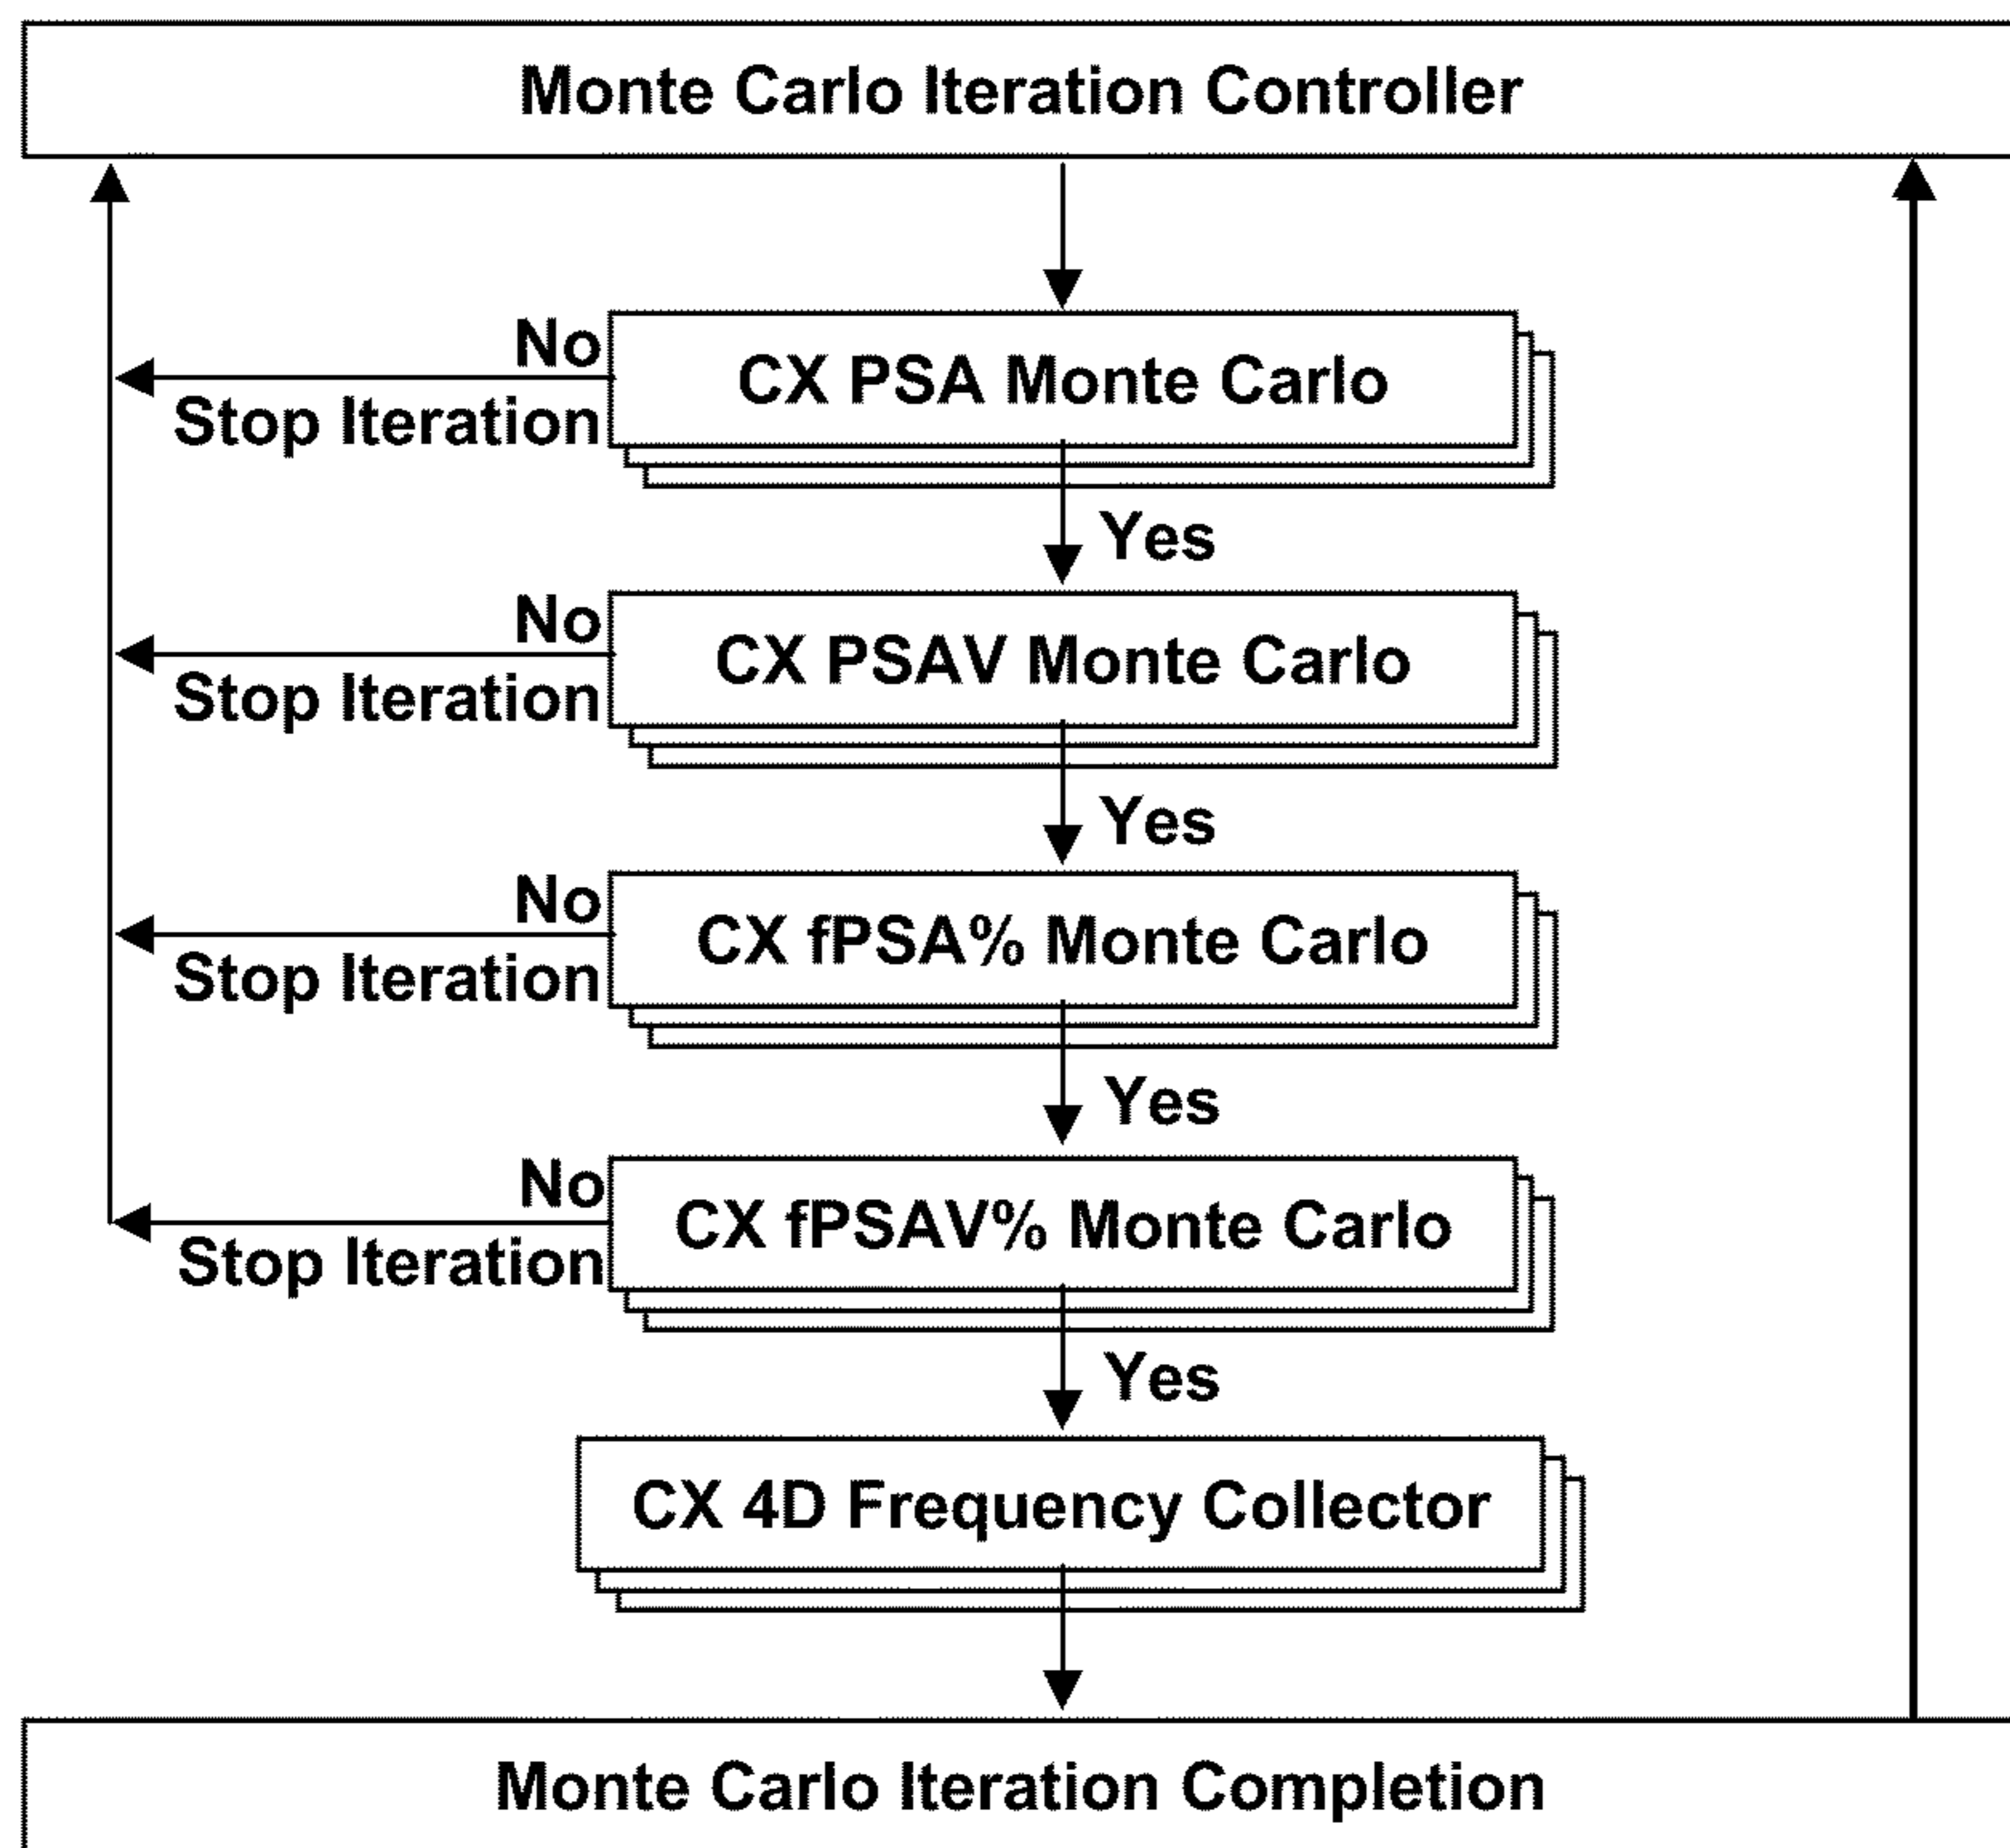 Monte Carlo Iteration Controller
No
CX PSA Monte Carlo
Stop Iteration
Yes
No
CX PSAV Monte Carlo
Stop Iteration
Yes
No
CX fPSA% Monte Carlo
Stop Iteration
Yes
No
CX fPSAV% Monte Carlo
Stop Iteration
Yes
CX 4D Frequency Collector
Monte Carlo Iteration Completion